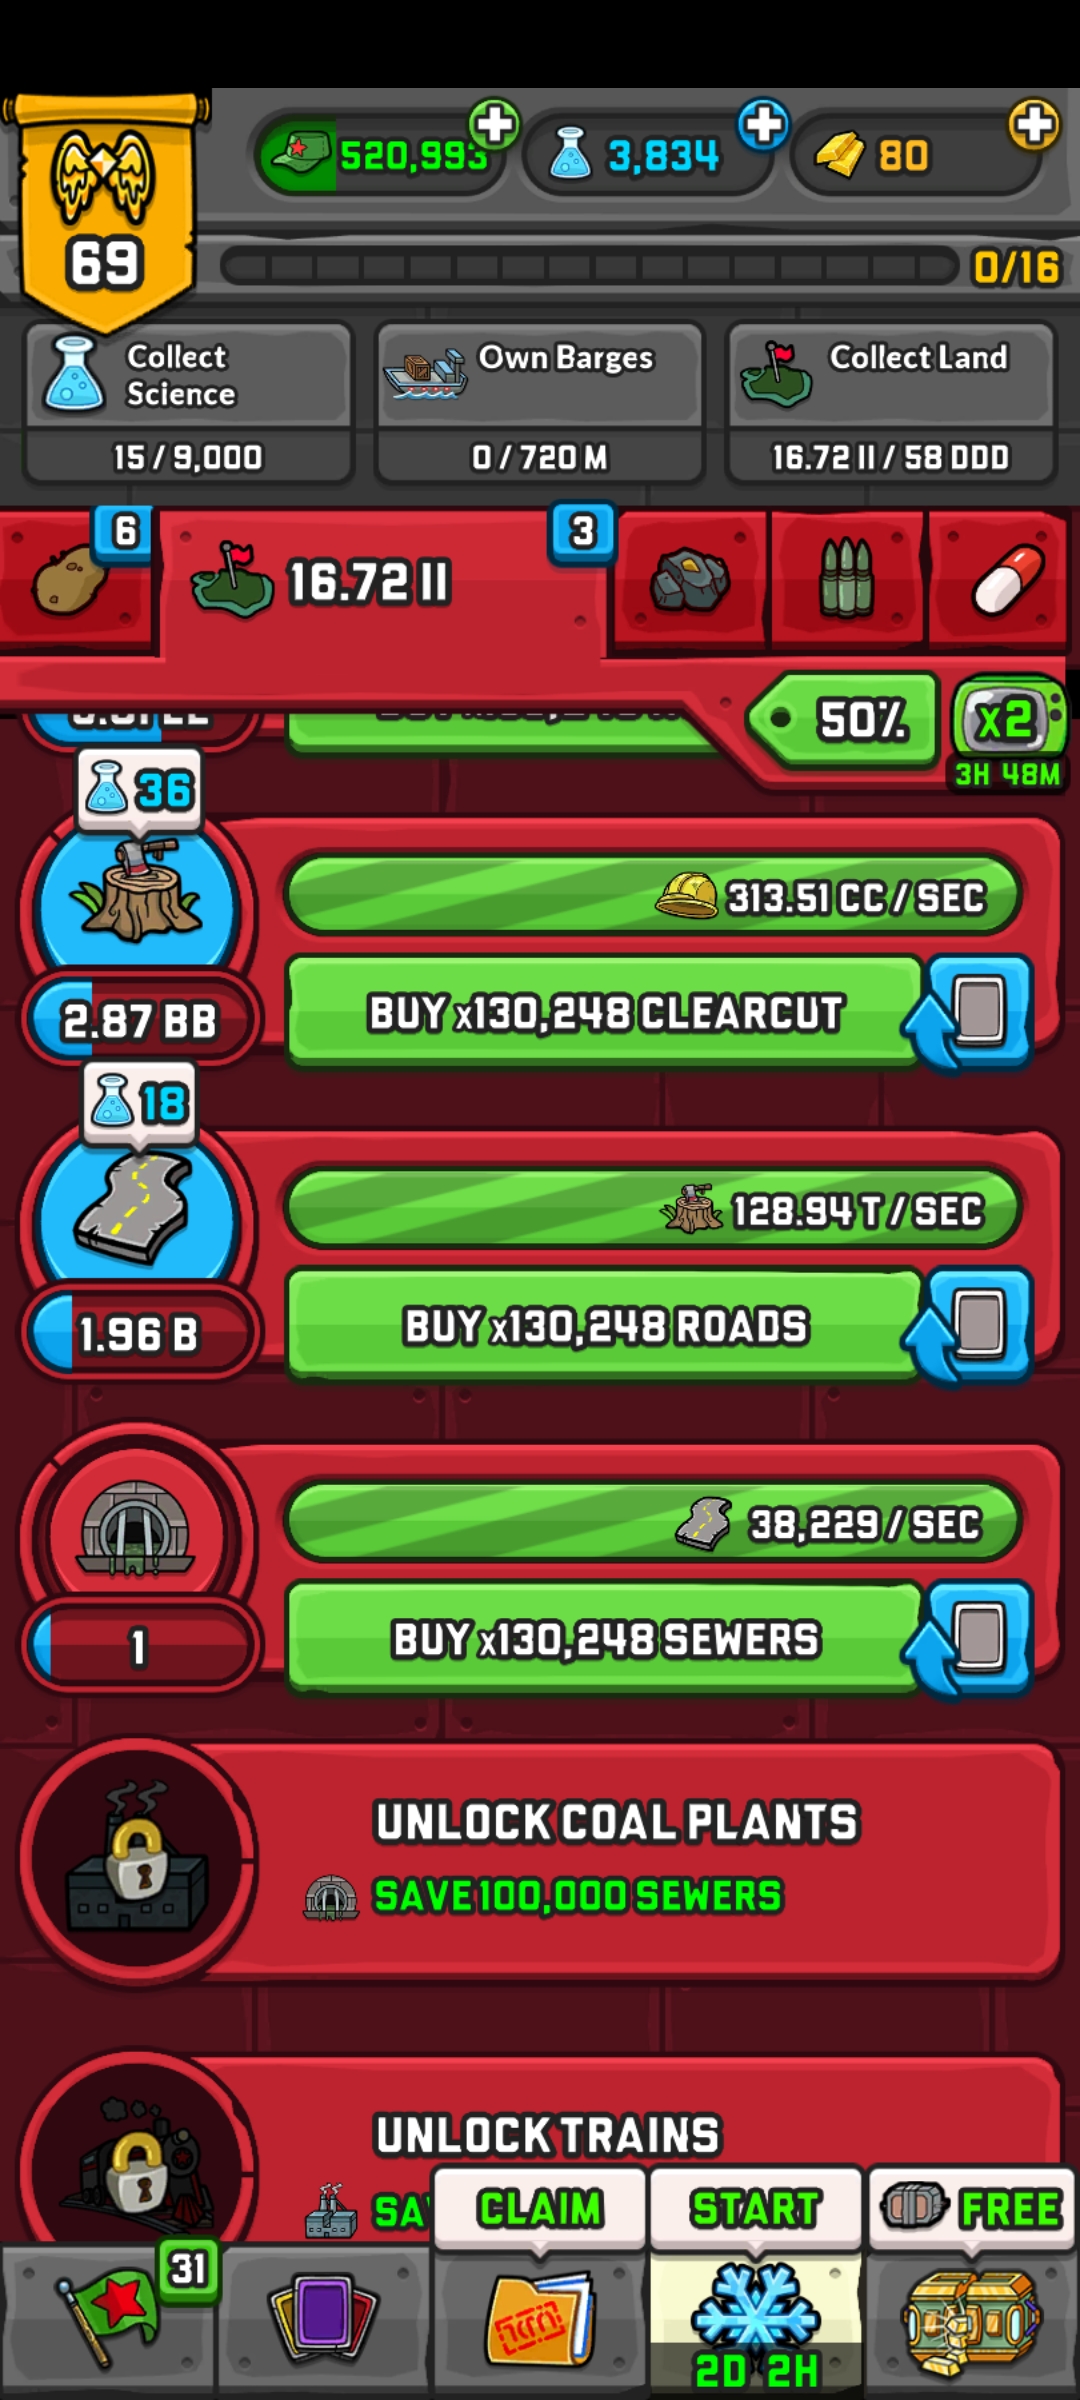 520,993
3,834
80
69
0/16
Collect
Science
15 / 9,000
Own Barges
0 / 720 M
Collect Land
16.72 II / 58 DDD
6
16.72 II
3
50%
x2
3H 48M
36
313.51 CC / SEC
2.87 BB
BUY x130,248 CLEARCUT
18
128.94 T / SEC
1.96 B
BUY x130,248 ROADS
38,229 / SEC
1
BUY x130,248 SEWERS
UNLOCK COAL PLANTS
SAVE 100,000 SEWERS
UNLOCK TRAINS
CLAIM
START
FREE
31
2D 2H